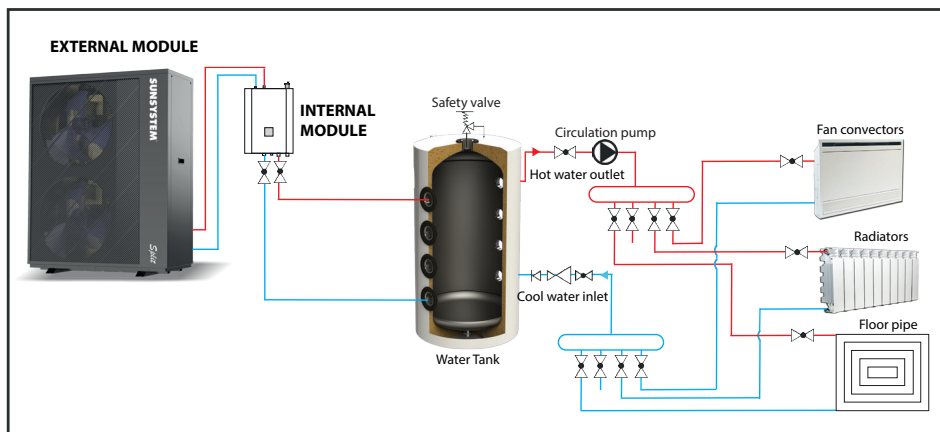 EXTERNAL MODULE
SUNSYSTEM
Split
INTERNAL
MODULE
Safety valve
Circulation pump
Hot water outlet
Fan convectors
Radiators
Cool water inlet
Floor pipe
Water Tank